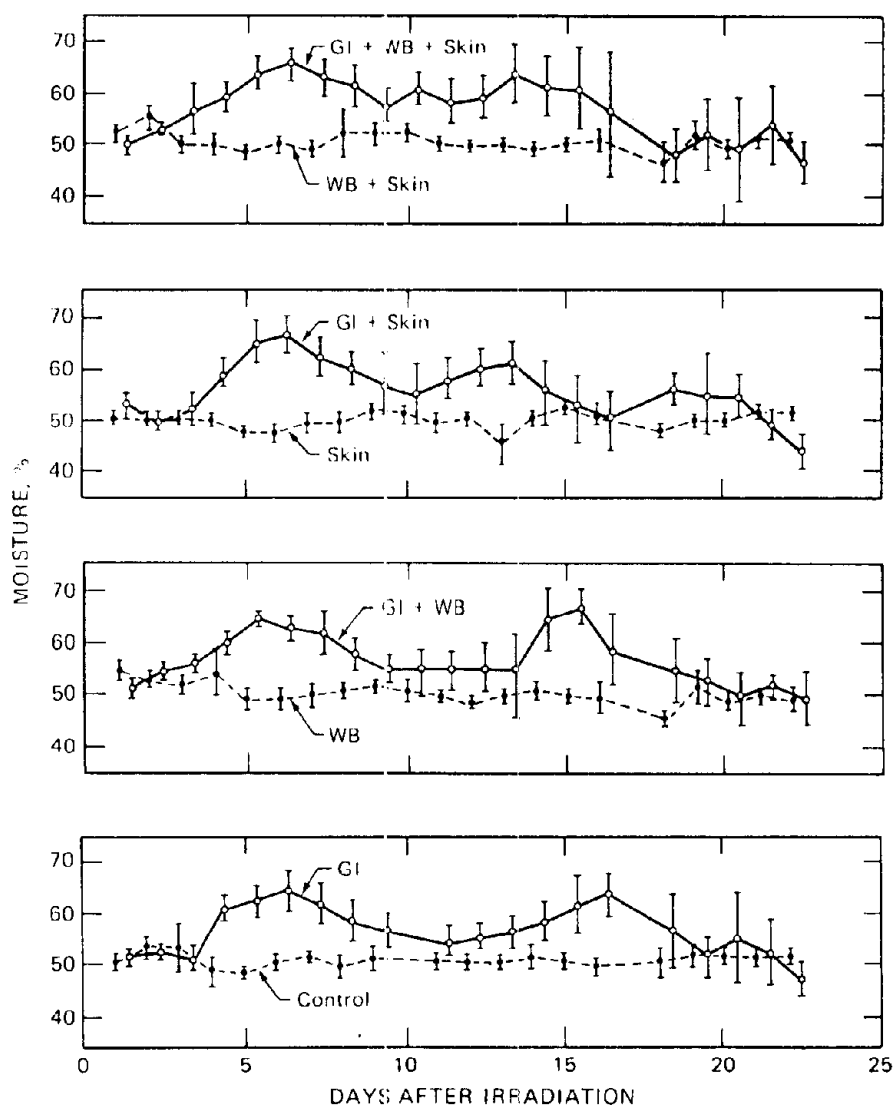 70
60
50
40
GI + WB + Skin
WB + Skin
70
60
50
40
GI + Skin
Skin
MOISTURE, %
70
60
50
40
GI + WB
WB
70
60
50
40
GI
Control
0 5 10 15 20 25
DAYS AFTER IRRADIATION